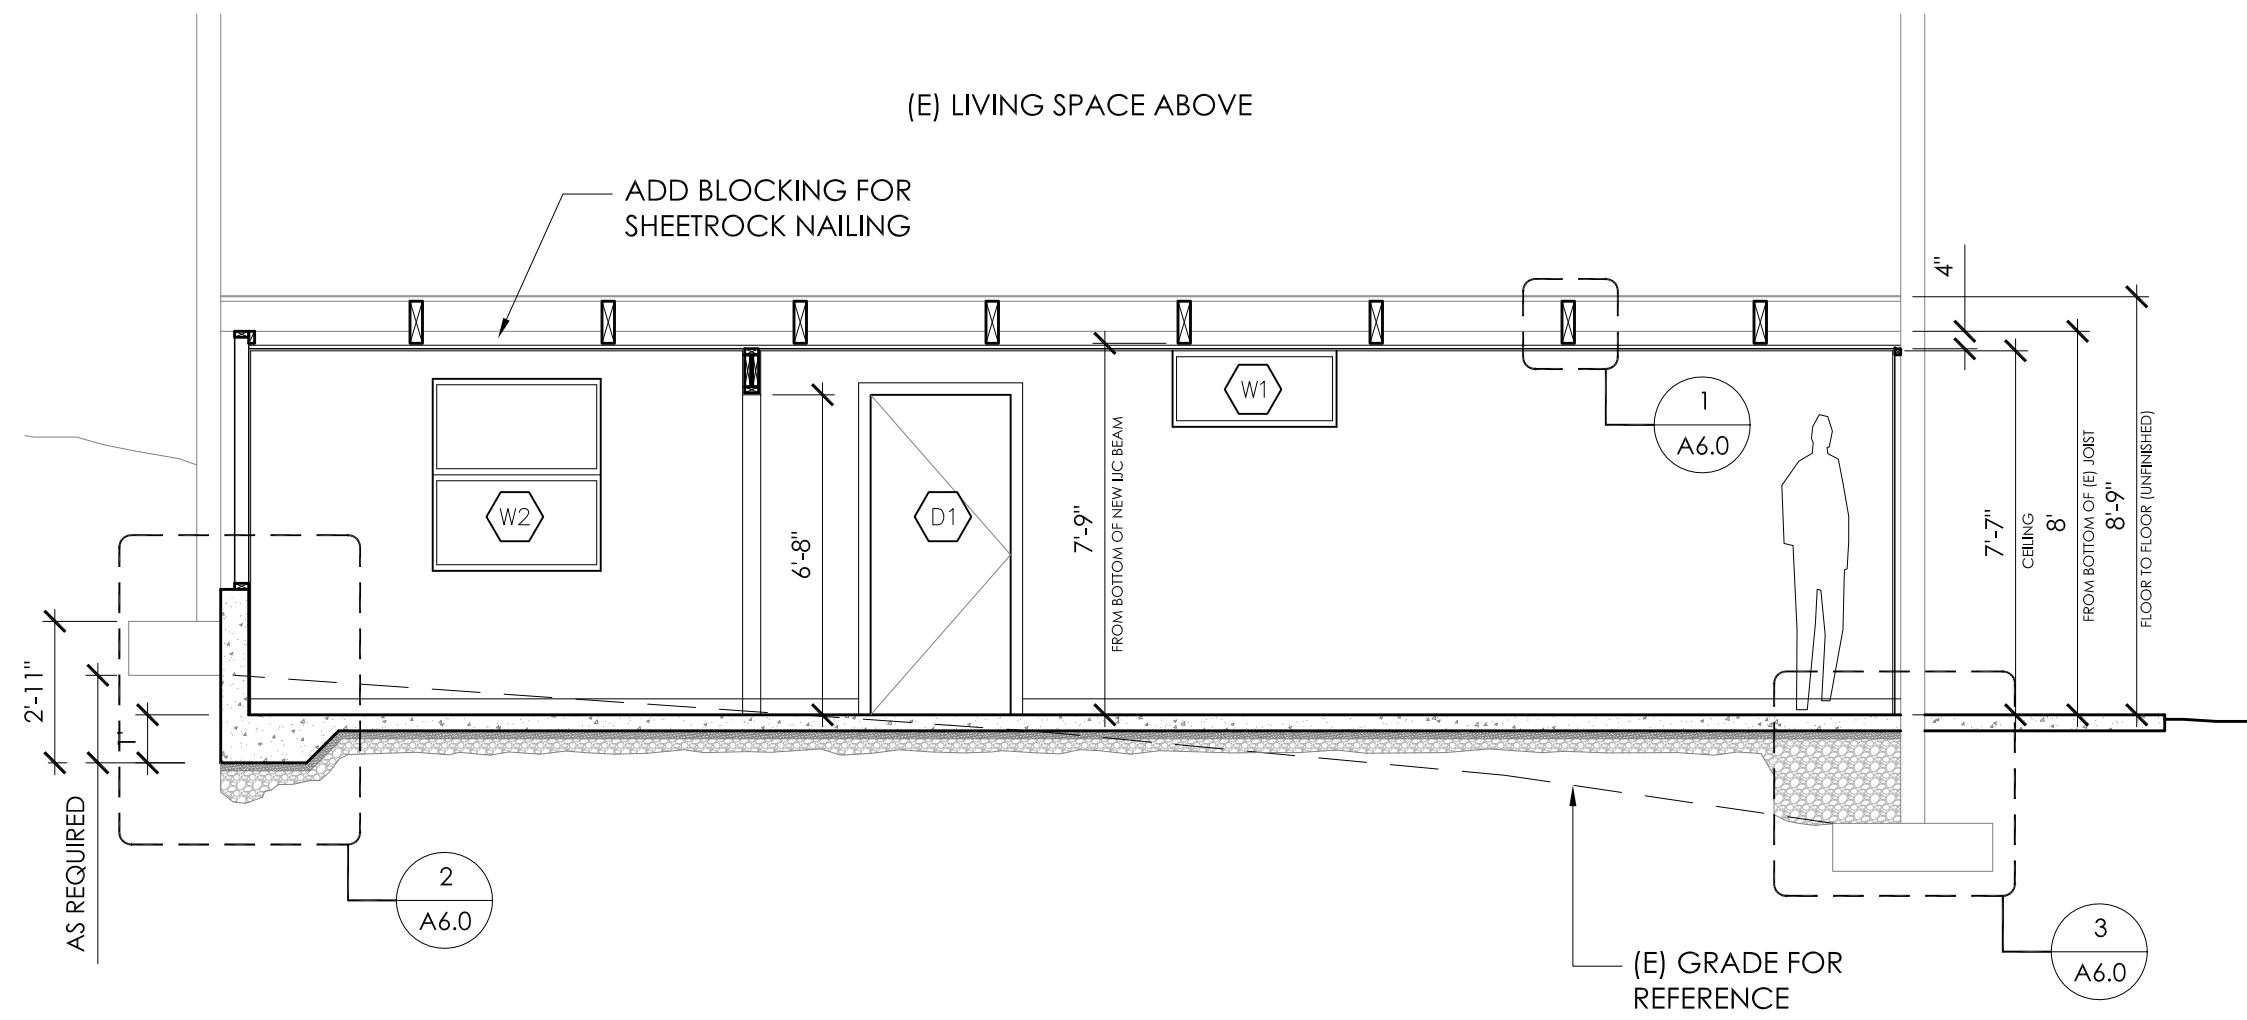 (E) LIVING SPACE ABOVE
ADD BLOCKING FOR
SHEETROCK NAILING
4"
W1
1
A6.0
W2
D1
6'-8"
7'-9"
FROM BOTTOM OF NEW IJC BEAM
7'-7"
CEILING
8'
FROM BOTTOM OF (E) JOIST
8'-9"
FLOOR TO FLOOR (UNFINISHED)
2'-11"
1'
AS REQUIRED
2
A6.0
(E) GRADE FOR
REFERENCE
3
A6.0